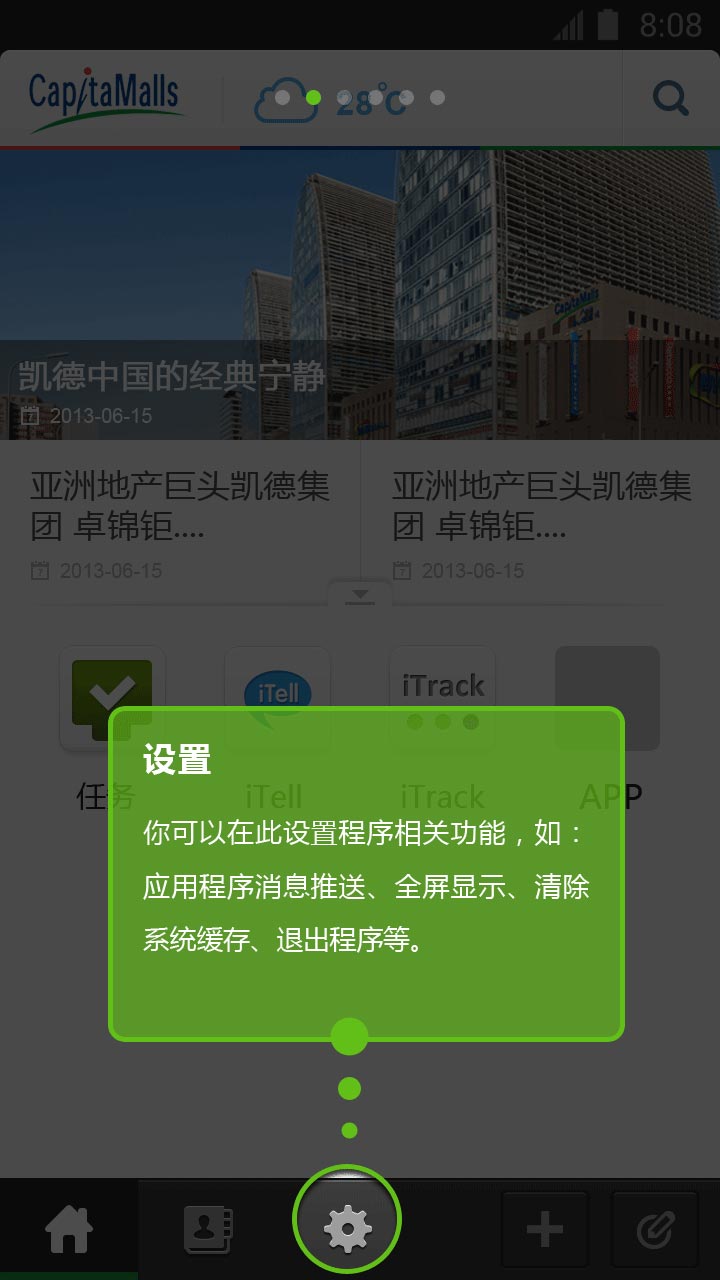 8:08
CapitaMalls
28°C
CapitaMalls
凯德中国的经典宁静
7 2013-06-15
亚洲地产巨头凯德集
团 卓锦钜....
7 2013-06-15
亚洲地产巨头凯德集
团 卓锦钜....
7 2013-06-15
iTell
iTrack
任务
iTell
iTrack
APP
设置
你可以在此设置程序相关功能，如：
应用程序消息推送、全屏显示、清除
系统缓存、退出程序等。